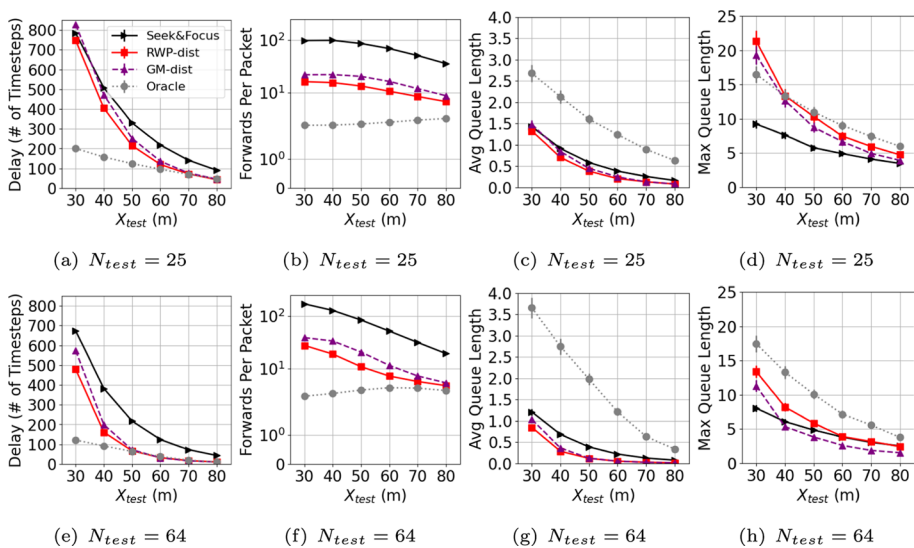 Delay (# of Timesteps)
800
700
600
500
400
300
200
100
0
30 40 50 60 70 80
X_test (m)
Seek&Focus
RWP-dist
GM-dist
Oracle
(a) N_test = 25
Forwards Per Packet
10^2
10^1
10^0
0
30 40 50 60 70 80
X_test (m)
(b) N_test = 25
Avg Queue Length
4.0
3.5
3.0
2.5
2.0
1.5
1.0
0.5
0.0
30 40 50 60 70 80
X_test (m)
(c) N_test = 25
Max Queue Length
25
20
15
10
5
0
30 40 50 60 70 80
X_test (m)
(d) N_test = 25
Delay (# of Timesteps)
800
700
600
500
400
300
200
100
0
30 40 50 60 70 80
X_test (m)
(e) N_test = 64
Forwards Per Packet
10^2
10^1
10^0
0
30 40 50 60 70 80
X_test (m)
(f) N_test = 64
Avg Queue Length
4.0
3.5
3.0
2.5
2.0
1.5
1.0
0.5
0.0
30 40 50 60 70 80
X_test (m)
(g) N_test = 64
Max Queue Length
25
20
15
10
5
0
30 40 50 60 70 80
X_test (m)
(h) N_test = 64